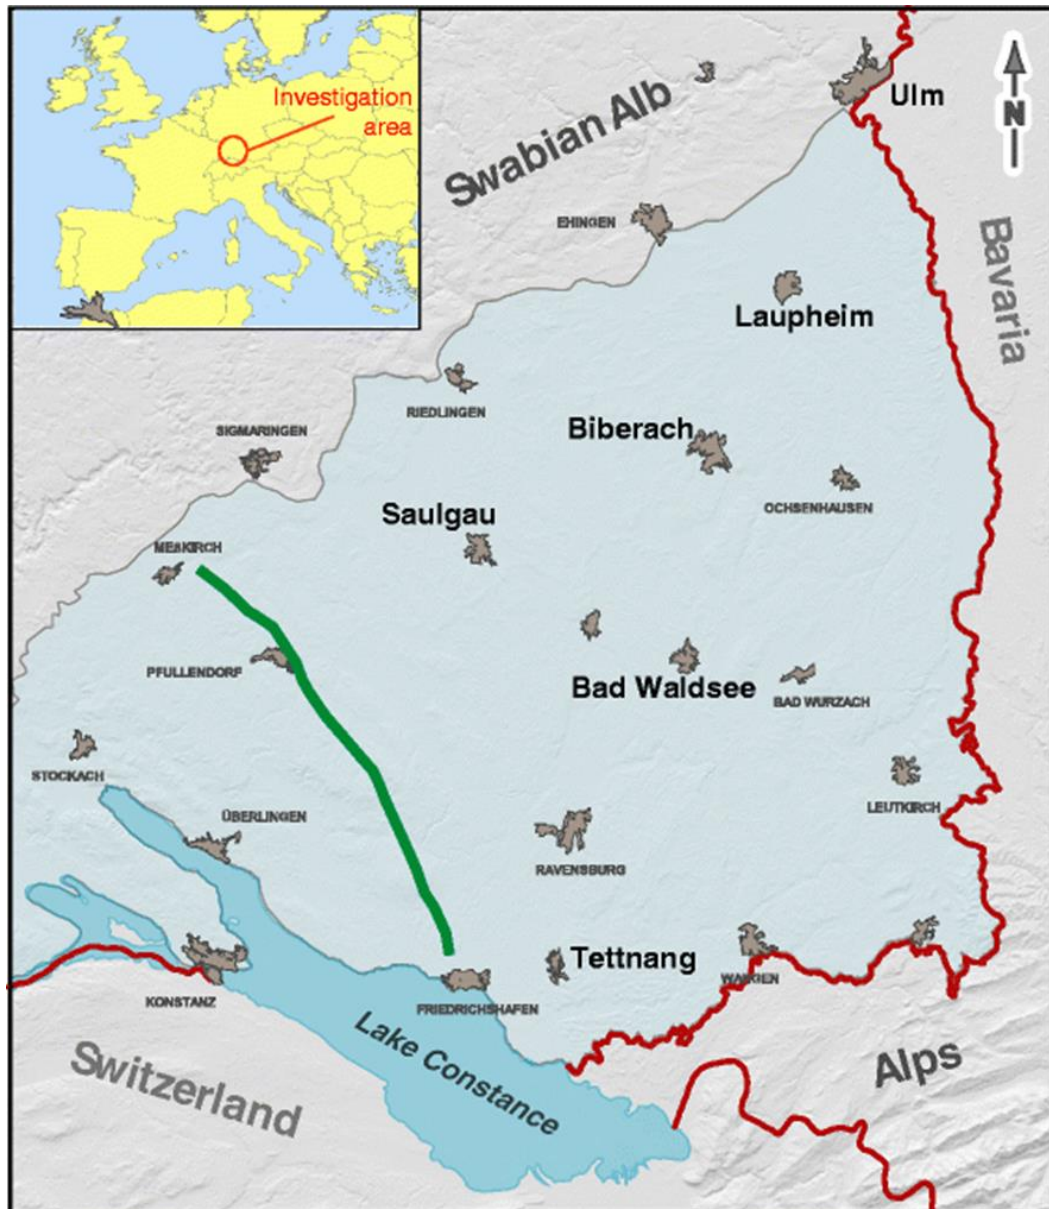 Investigation
area
Ulm
N
Swabian Alb
EHINGEN
Bavaria
Laupheim
RIEDLINGEN
Biberach
SIGMARINGEN
OCHSENHAUSEN
Saulgau
MESKIRCH
PFULLENDORF
Bad Waldsee
BAD WURZACH
STOCKACH
LEUTKIRCH
ÜBERLINGEN
RAVENSBURG
Tettnang
WANGEN
KONSTANZ
FRIEDRICHSHAFEN
Lake Constance
Alps
Switzerland